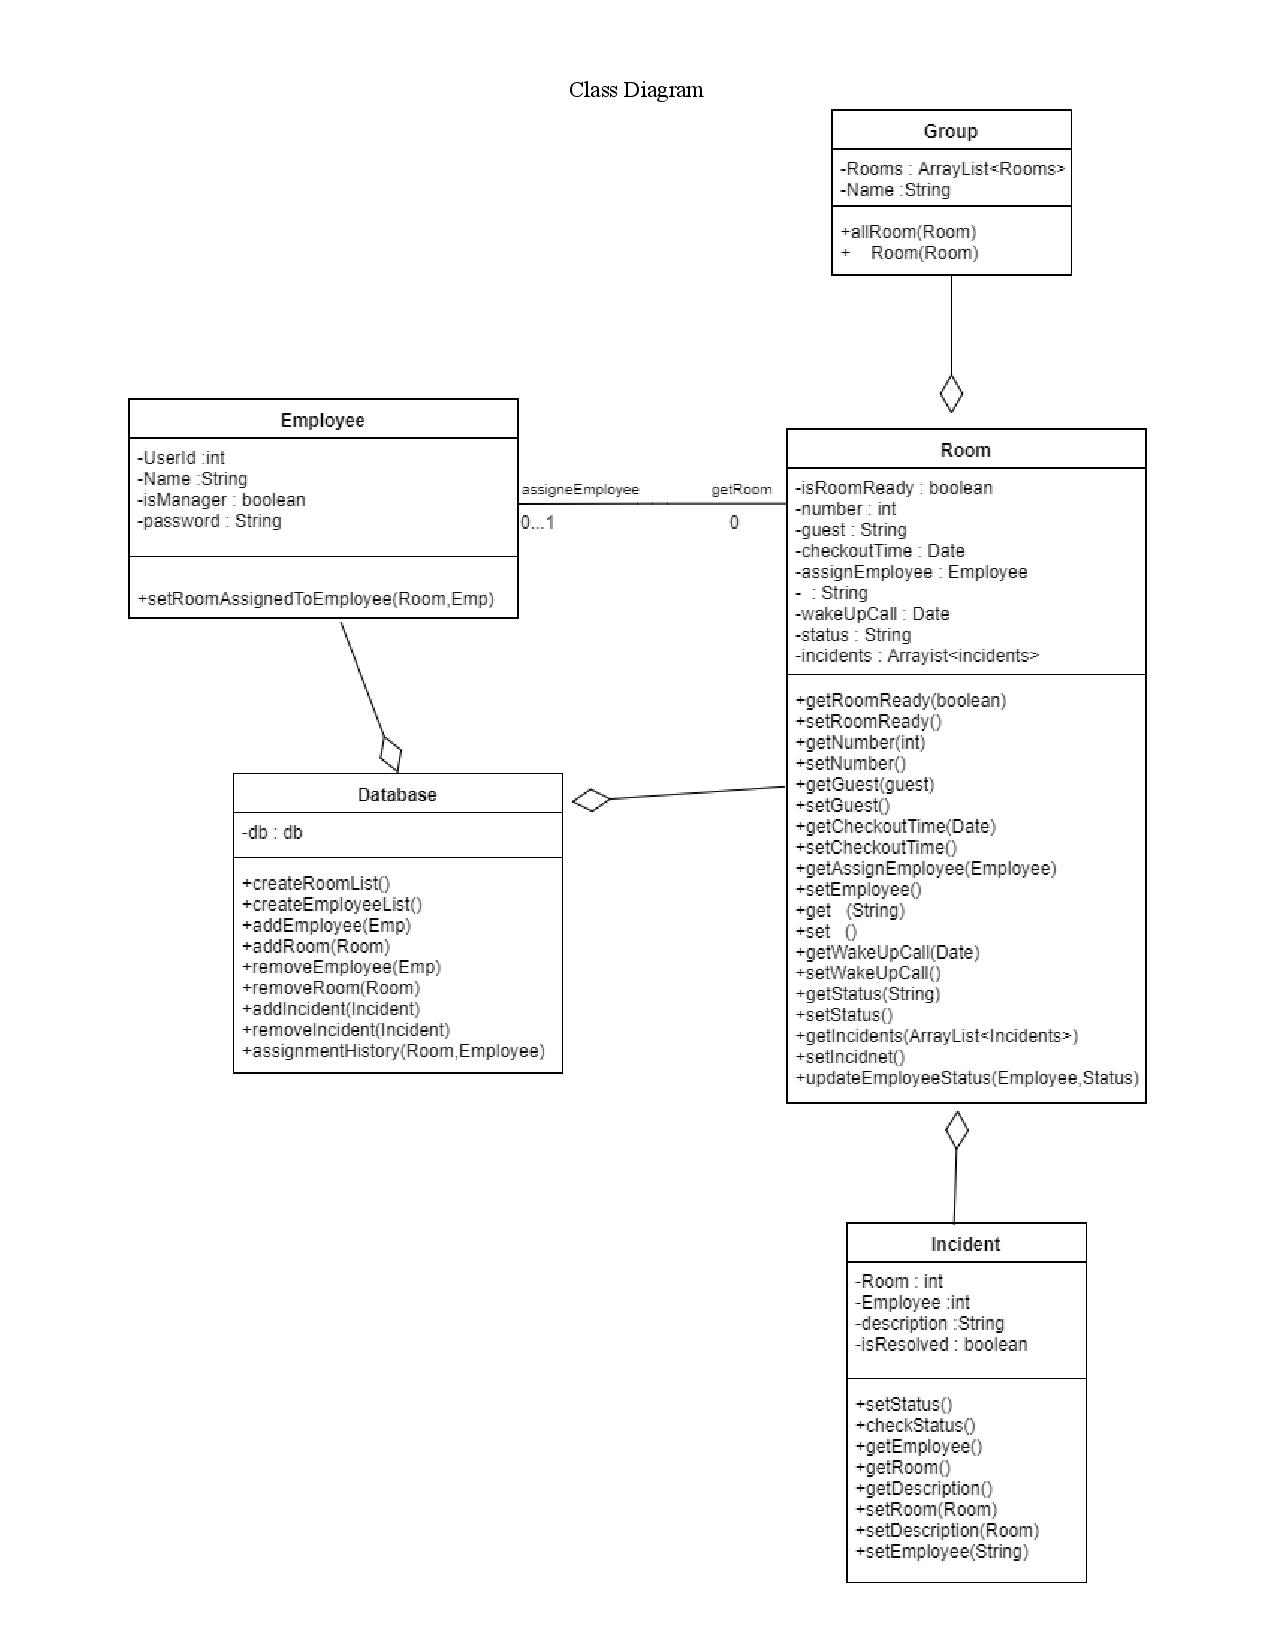 Class Diagram
Group
-Rooms : ArrayList<Rooms>
-Name :String
+allRoom(Room)
+    Room(Room)
Employee
-UserId :int
-Name :String
-isManager : boolean
-password : String
+setRoomAssignedToEmployee(Room,Emp)
assigneEmployee
getRoom
0...1
0
Room
-isRoomReady : boolean
-number : int
-guest : String
-checkoutTime : Date
-assignEmployee : Employee
-  : String
-wakeUpCall : Date
-status : String
-incidents : Arrayist<incidents>
+getRoomReady(boolean)
+setRoomReady()
+getNumber(int)
+setNumber()
+getGuest(guest)
+setGuest()
+getCheckoutTime(Date)
+setCheckoutTime()
+getAssignEmployee(Employee)
+setEmployee()
+get   (String)
+set   ()
+getWakeUpCall(Date)
+setWakeUpCall()
+getStatus(String)
+setStatus()
+getIncidents(ArrayList<Incidents>)
+setIncidnet()
+updateEmployeeStatus(Employee,Status)
Database
-db : db
+createRoomList()
+createEmployeeList()
+addEmployee(Emp)
+addRoom(Room)
+removeEmployee(Emp)
+removeRoom(Room)
+addIncident(Incident)
+removeIncident(Incident)
+assignmentHistory(Room,Employee)
Incident
-Room : int
-Employee :int
-description :String
-isResolved : boolean
+setStatus()
+checkStatus()
+getEmployee()
+getRoom()
+getDescription()
+setRoom(Room)
+setDescription(Room)
+setEmployee(String)